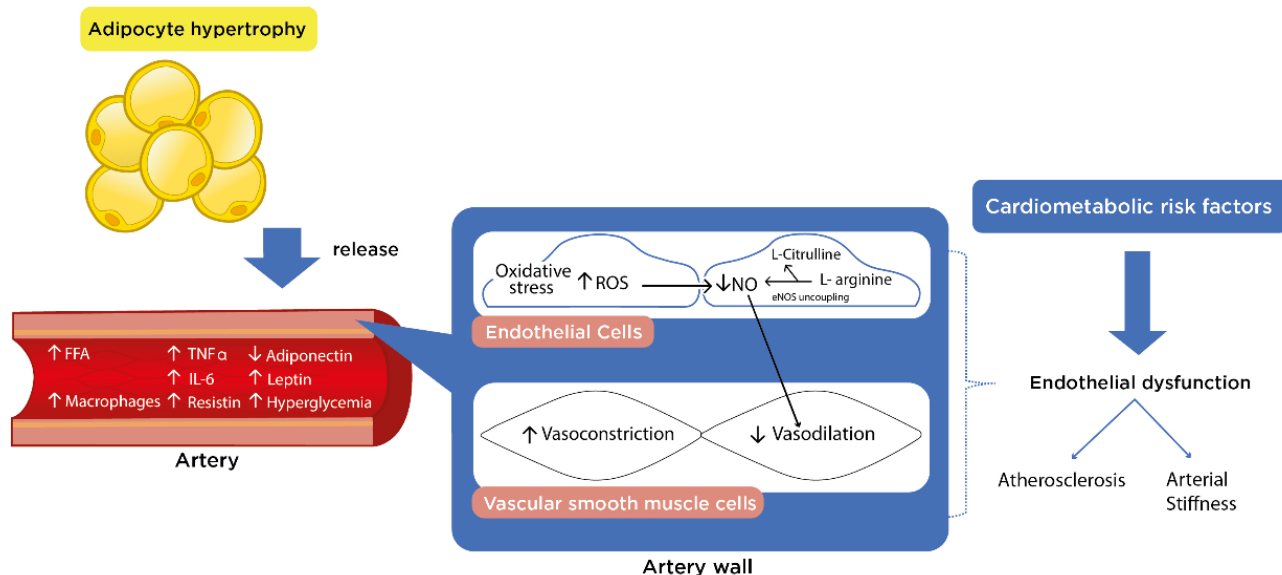 Adipocyte hypertrophy
release
↑ FFA
↑ TNFα
↓ Adiponectin
↑ IL-6
↑ Leptin
↑ Macrophages
↑ Resistin
↑ Hyperglycemia
Artery
Oxidative
stress
↑ ROS
↓NO
L-Citrulline
L- arginine
eNOS uncoupling
Endothelial Cells
↑ Vasoconstriction
↓ Vasodilation
Vascular smooth muscle cells
Artery wall
Cardiometabolic risk factors
Endothelial dysfunction
Atherosclerosis
Arterial
Stiffness